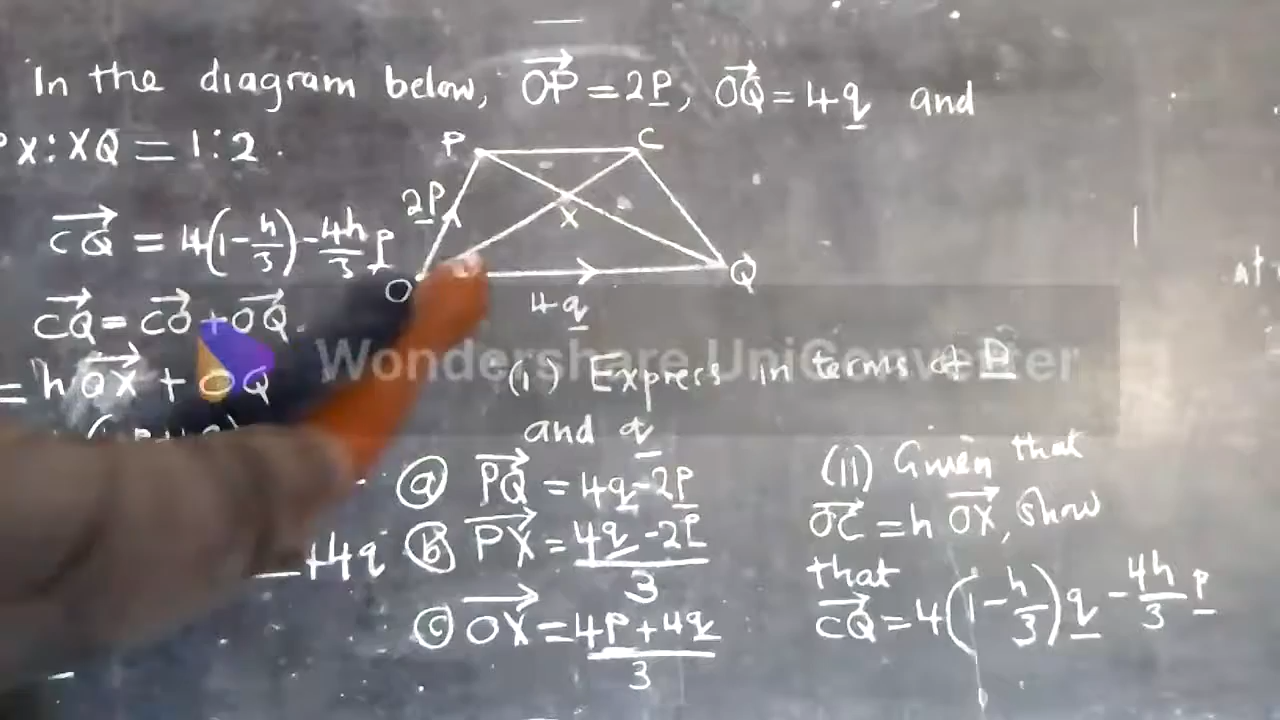 In the diagram below, OP = 2p, OQ = 4q and
PX : XQ = 1 : 2 .
P C
2P
X
O Q
4q
CQ = 4(1 - h/3) - 4h/3 p
CQ = CO + OQ.
= h OX + OQ
+4q
(i) Express in terms of P
and q
(a) PQ = 4q - 2p
(b) PX = 4q - 2p / 3
(c) OX = 4p + 4q / 3
(ii) Given that
OC = h OX, show
that
CQ = 4(1 - h/3) q - 4h/3 p
at
Wondershare UniConverter